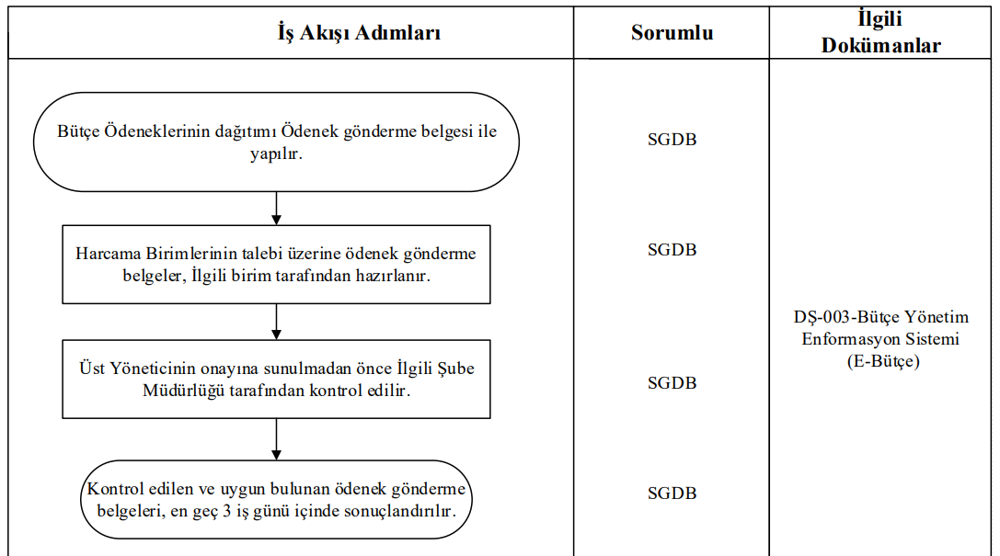 İş Akışı Adımları
Sorumlu
İlgili
Dokümanlar
Bütçe Ödeneklerinin dağıtımı Ödenek gönderme belgesi ile
yapılır.
SGDB
Harcama Birimlerinin talebi üzerine ödenek gönderme
belgeler, İlgili birim tarafından hazırlanır.
SGDB
Üst Yöneticinin onayına sunulmadan önce İlgili Şube
Müdürlüğü tarafından kontrol edilir.
SGDB
Kontrol edilen ve uygun bulunan ödenek gönderme
belgeleri, en geç 3 iş günü içinde sonuçlandırılır.
SGDB
DŞ-003-Bütçe Yönetim
Enformasyon Sistemi
(E-Bütçe)